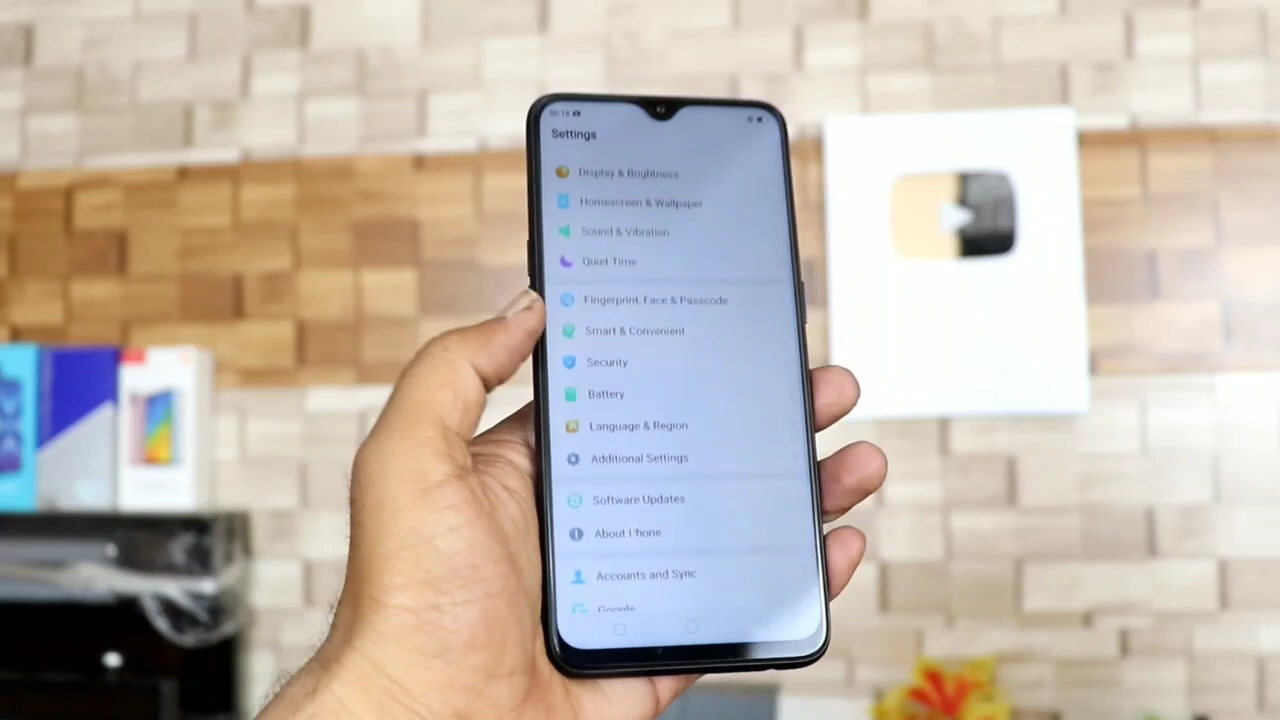 Settings
Display & Brightness
Homescreen & Wallpaper
Sound & Vibration
Quiet Time
Fingerprint, Face & Passcode
Smart & Convenient
Security
Battery
Language & Region
Additional Settings
Software Updates
About Phone
Accounts and Sync
Google